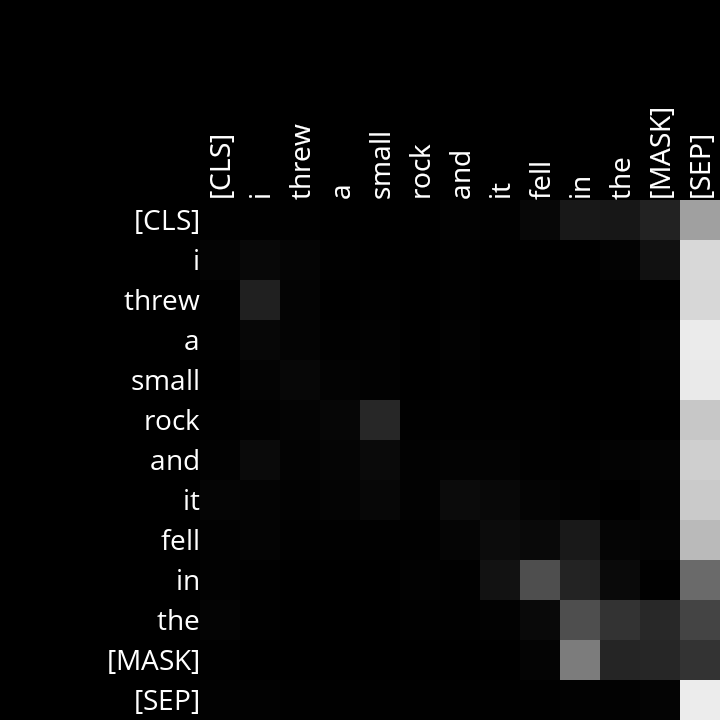 [CLS] i threw a small rock and it fell in the [MASK] [SEP]
[CLS]
i
threw
a
small
rock
and
it
fell
in
the
[MASK]
[SEP]